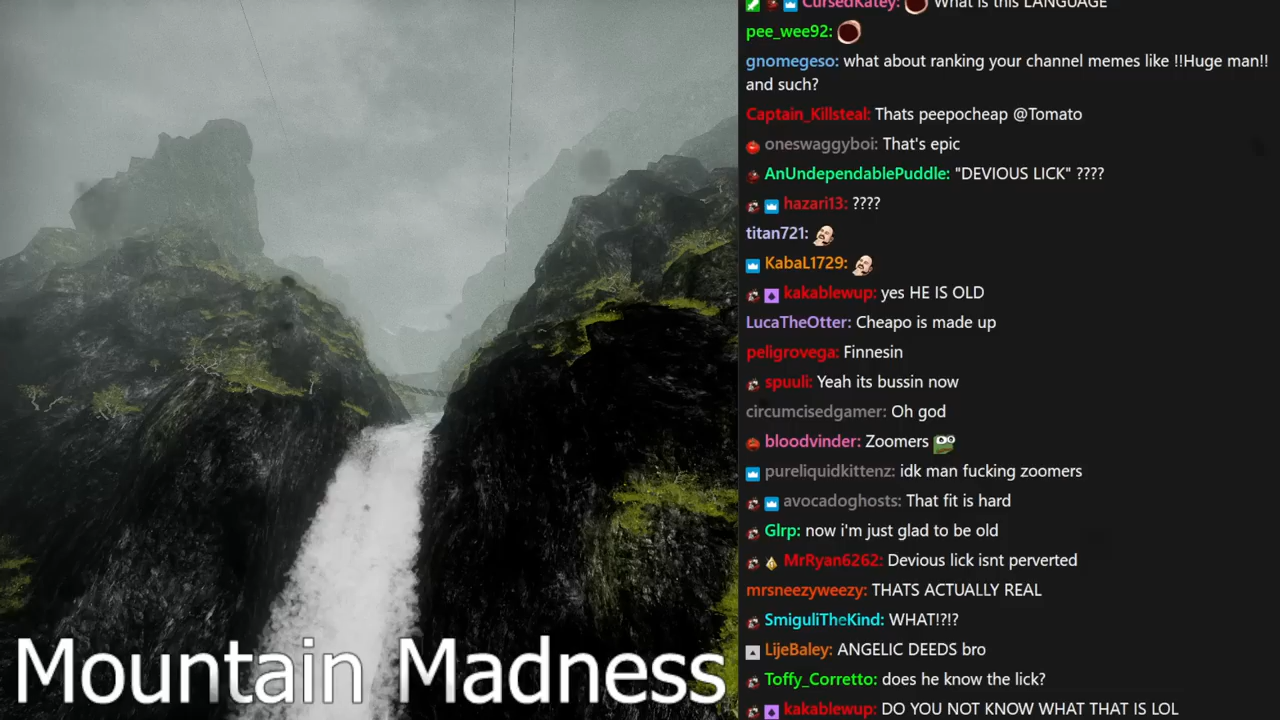 CursedKatey: What is this LANGUAGE
pee_wee92:
gnomegeso: what about ranking your channel memes like !!Huge man!!
and such?
Captain_Killsteal: Thats peepocheap @Tomato
oneswaggyboi: That's epic
AnUndependablePuddle: "DEVIOUS LICK" ????
hazari13: ????
titan721:
KabaL1729:
kakablewup: yes HE IS OLD
LucaTheOtter: Cheapo is made up
peligrovega: Finnesin
spuuli: Yeah its bussin now
circumcisedgamer: Oh god
bloodvinder: Zoomers
pureliquidkittenz: idk man fucking zoomers
avocadoghosts: That fit is hard
Glrp: now i'm just glad to be old
MrRyan6262: Devious lick isnt perverted
mrsneezyweezy: THATS ACTUALLY REAL
SmiguliTheKind: WHAT!?!?
LijeBaley: ANGELIC DEEDS bro
Toffy_Corretto: does he know the lick?
kakablewup: DO YOU NOT KNOW WHAT THAT IS LOL
Mountain Madness